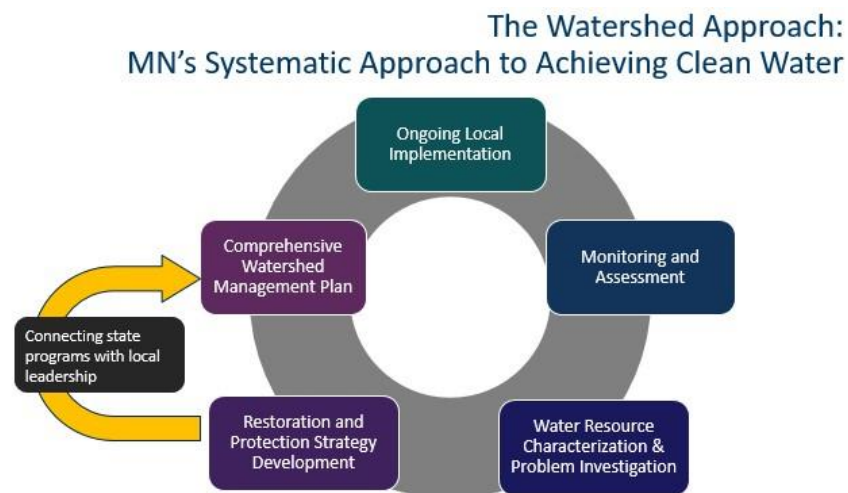 The Watershed Approach:
MN's Systematic Approach to Achieving Clean Water
Ongoing Local
Implementation
Comprehensive
Watershed
Management Plan
Monitoring and
Assessment
Connecting state
programs with local
leadership
Restoration and
Protection Strategy
Development
Water Resource
Characterization &
Problem Investigation